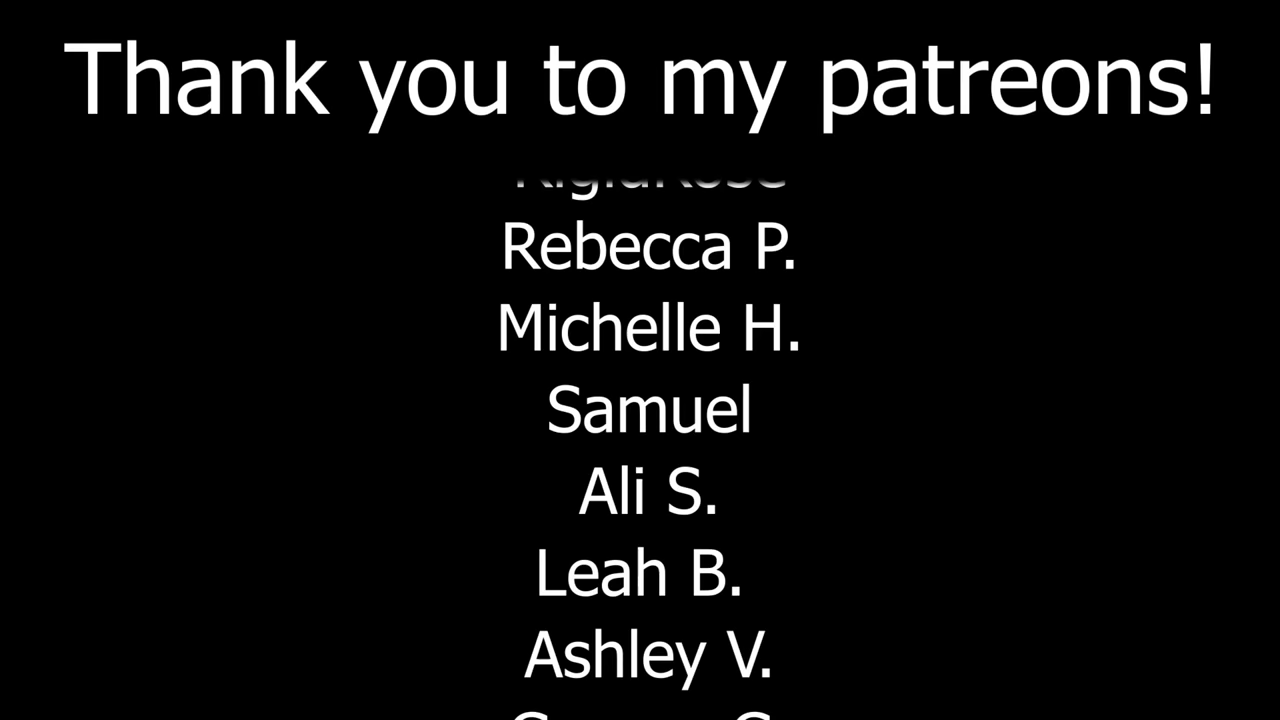 Thank you to my patreons!
Rebecca P.
Michelle H.
Samuel
Ali S.
Leah B.
Ashley V.